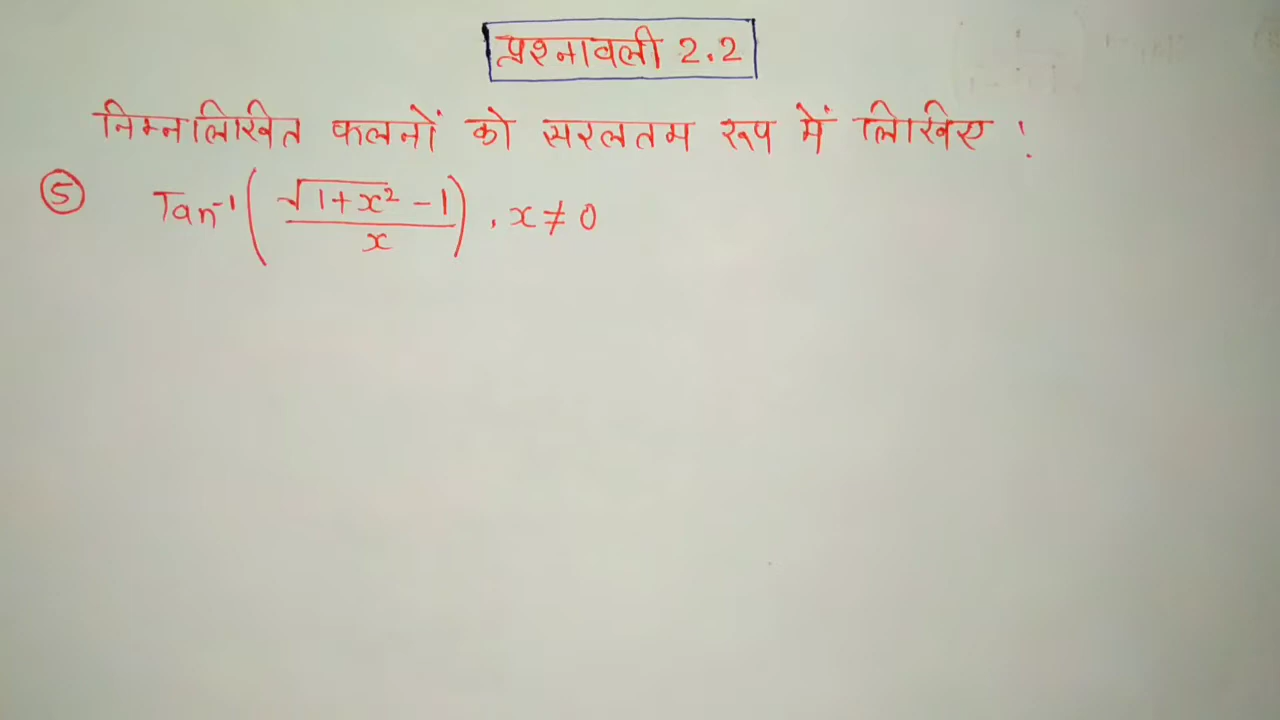 प्रश्नावली 2.2
निम्नलिखित फलनों को सरलतम रूप में लिखिए :
⑤ Tan⁻¹ ( (√1+x² - 1) / x ) , x ≠ 0